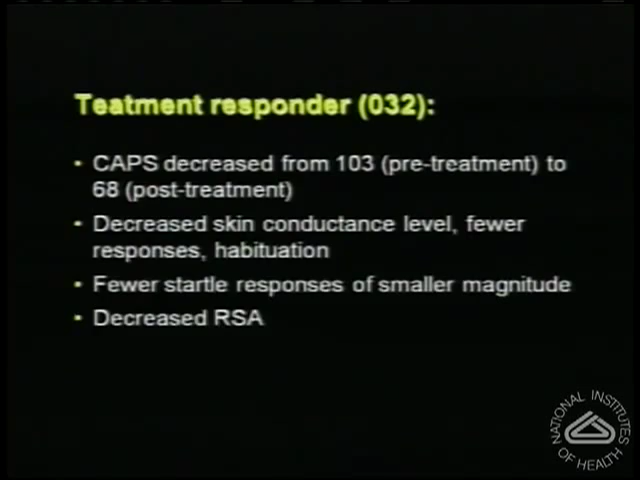 Teatment responder (032):
• CAPS decreased from 103 (pre-treatment) to
68 (post-treatment)
• Decreased skin conductance level, fewer
responses, habituation
• Fewer startle responses of smaller magnitude
• Decreased RSA
NATIONAL INSTITUTES
OF HEALTH